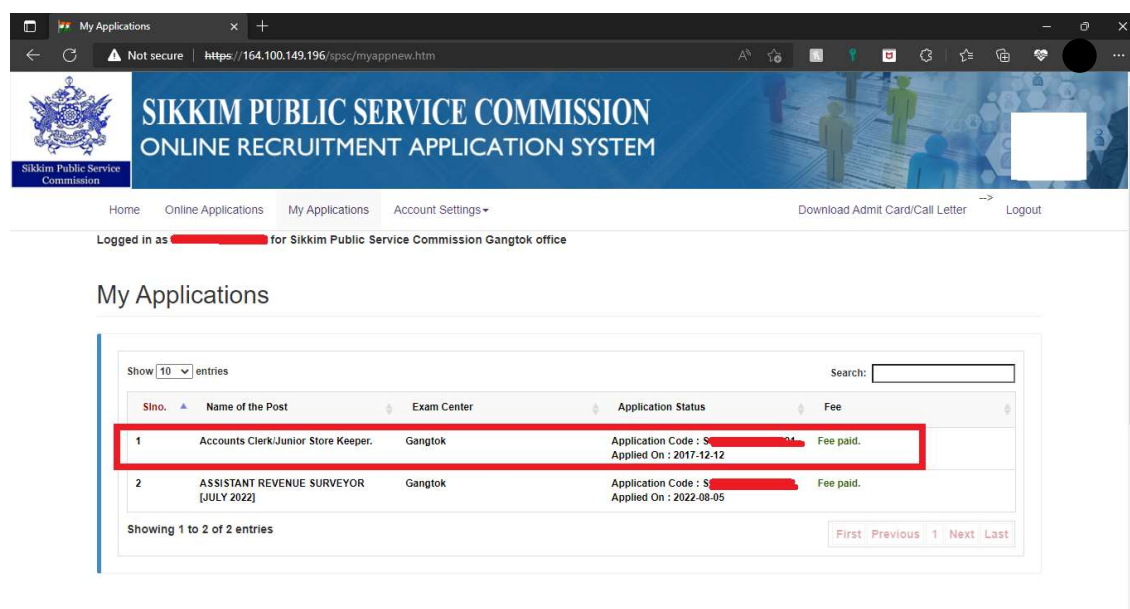 My Applications
Not secure https://164.100.149.196/spsc/myappnew.htm
SIKKIM PUBLIC SERVICE COMMISSION
ONLINE RECRUITMENT APPLICATION SYSTEM
Sikkim Public Service
Commission
Home Online Applications My Applications Account Settings Download Admit Card/Call Letter --> Logout
Logged in as for Sikkim Public Service Commission Gangtok office
My Applications
Show 10 entries Search:
Slno. Name of the Post Exam Center Application Status Fee
1 Accounts Clerk/Junior Store Keeper. Gangtok Application Code : S Fee paid.
Applied On : 2017-12-12
2 ASSISTANT REVENUE SURVEYOR Gangtok Application Code : S Fee paid.
[JULY 2022] Applied On : 2022-08-05
Showing 1 to 2 of 2 entries
First Previous 1 Next Last